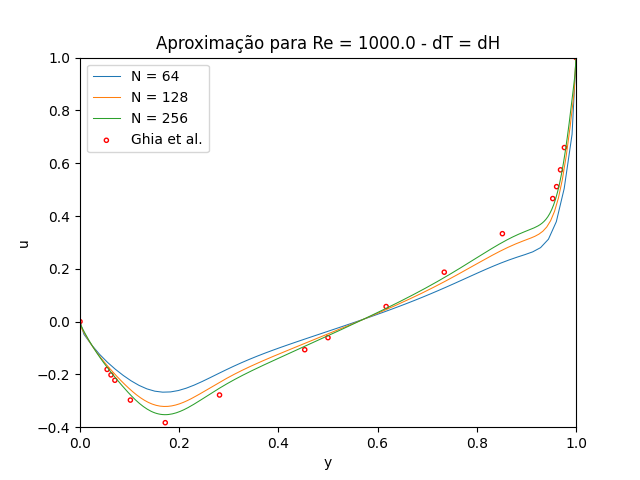 Aproximação para Re = 1000.0 - dT = dH
N = 64
N = 128
N = 256
Ghia et al.
u
1.0
0.8
0.6
0.4
0.2
0.0
−0.2
−0.4
0.0 0.2 0.4 0.6 0.8 1.0
y